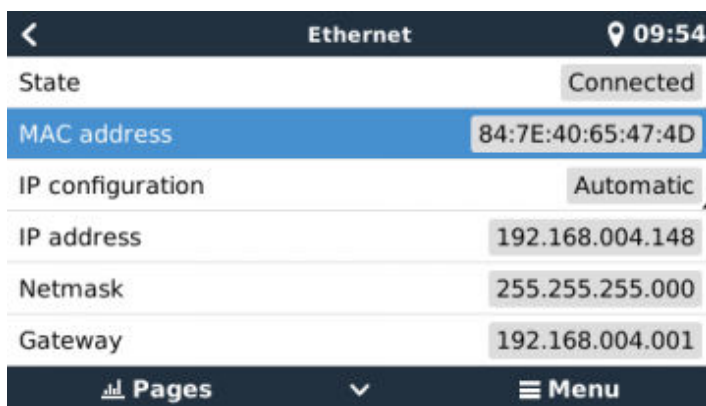 Ethernet 09:54
State Connected
MAC address 84:7E:40:65:47:4D
IP configuration Automatic
IP address 192.168.004.148
Netmask 255.255.255.000
Gateway 192.168.004.001
Pages Menu